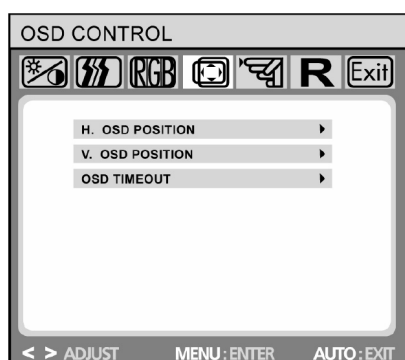 OSD CONTROL
RGB R Exit
H. OSD POSITION
V. OSD POSITION
OSD TIMEOUT
< > ADJUST MENU : ENTER AUTO : EXIT